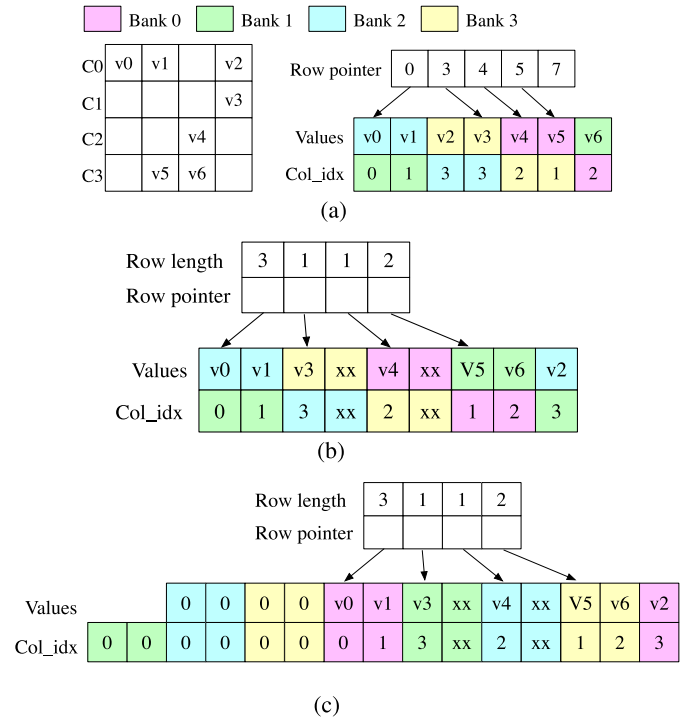 Bank 0 Bank 1 Bank 2 Bank 3
C0 v0 v1 v2
C1 v3
C2 v4
C3 v5 v6
Row pointer 0 3 4 5 7
Values v0 v1 v2 v3 v4 v5 v6
Col_idx 0 1 3 3 2 1 2
(a)
Row length 3 1 1 2
Row pointer
Values v0 v1 v3 xx v4 xx V5 v6 v2
Col_idx 0 1 3 xx 2 xx 1 2 3
(b)
Row length 3 1 1 2
Row pointer
Values 0 0 0 0 v0 v1 v3 xx v4 xx V5 v6 v2
Col_idx 0 0 0 0 0 0 0 1 3 xx 2 xx 1 2 3
(c)